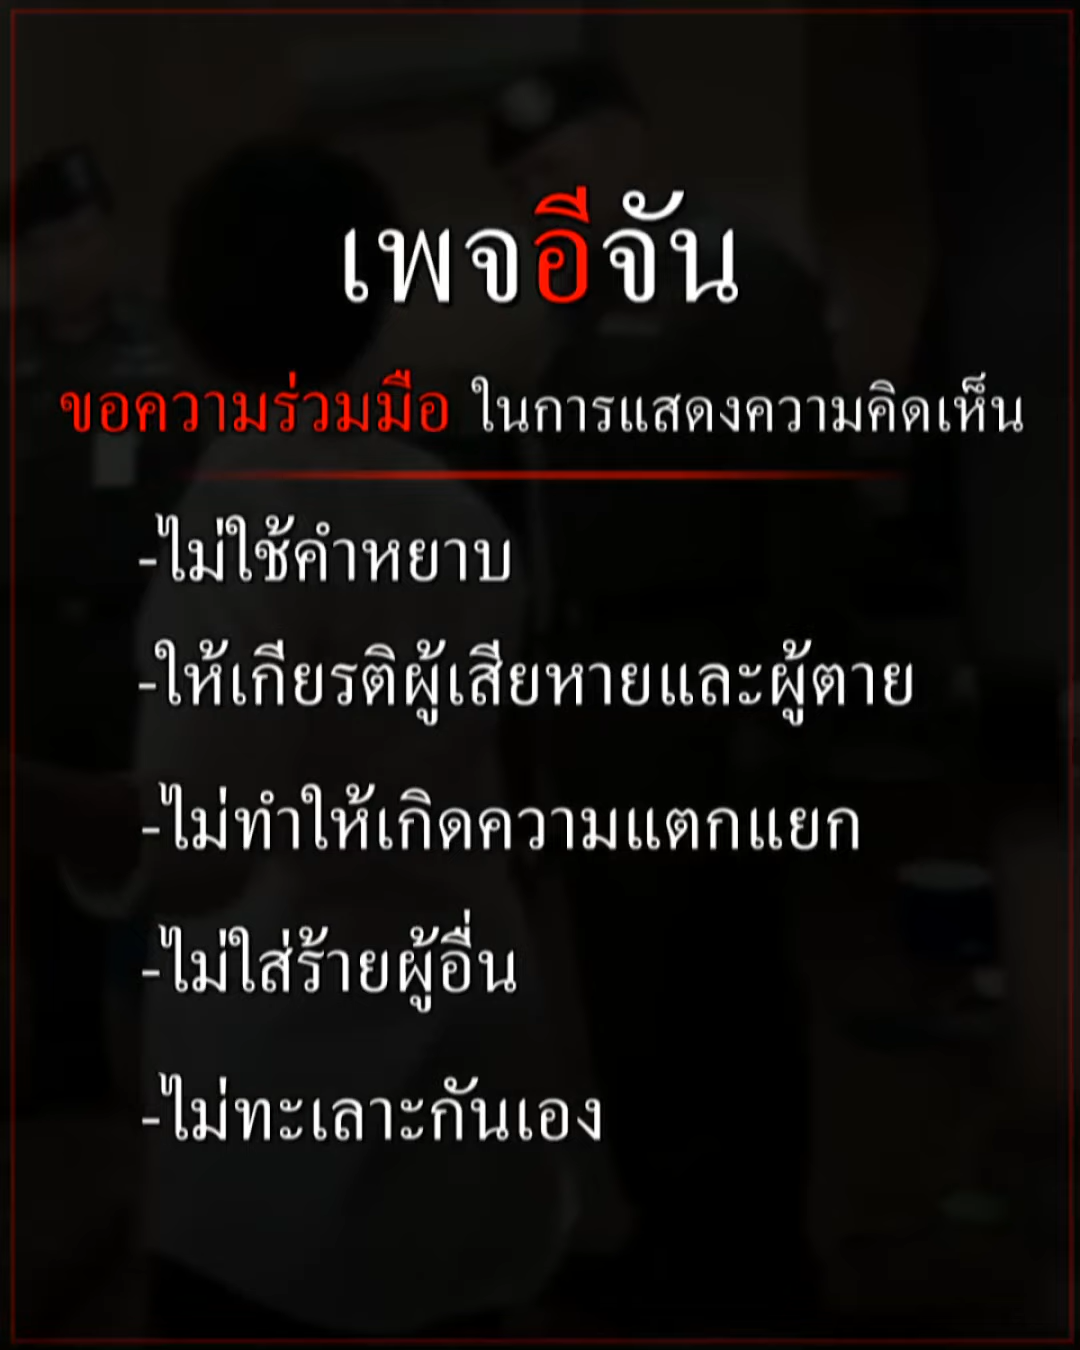 เพจอีจัน
ขอความร่วมมือ ในการแสดงความคิดเห็น
-ไม่ใช้คำหยาบ
-ให้เกียรติผู้เสียหายและผู้ตาย
-ไม่ทำให้เกิดความแตกแยก
-ไม่ใส่ร้ายผู้อื่น
-ไม่ทะเลาะกันเอง